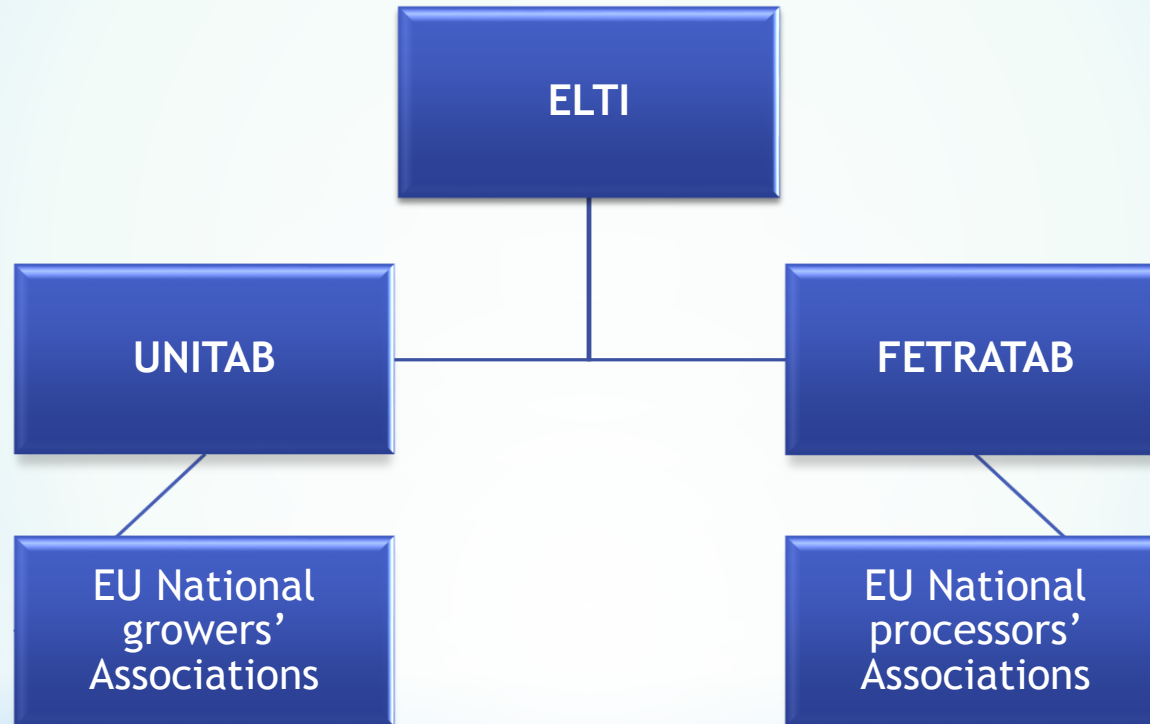 ELTI
UNITAB
FETRATAB
EU National
growers’
Associations
EU National
processors’
Associations